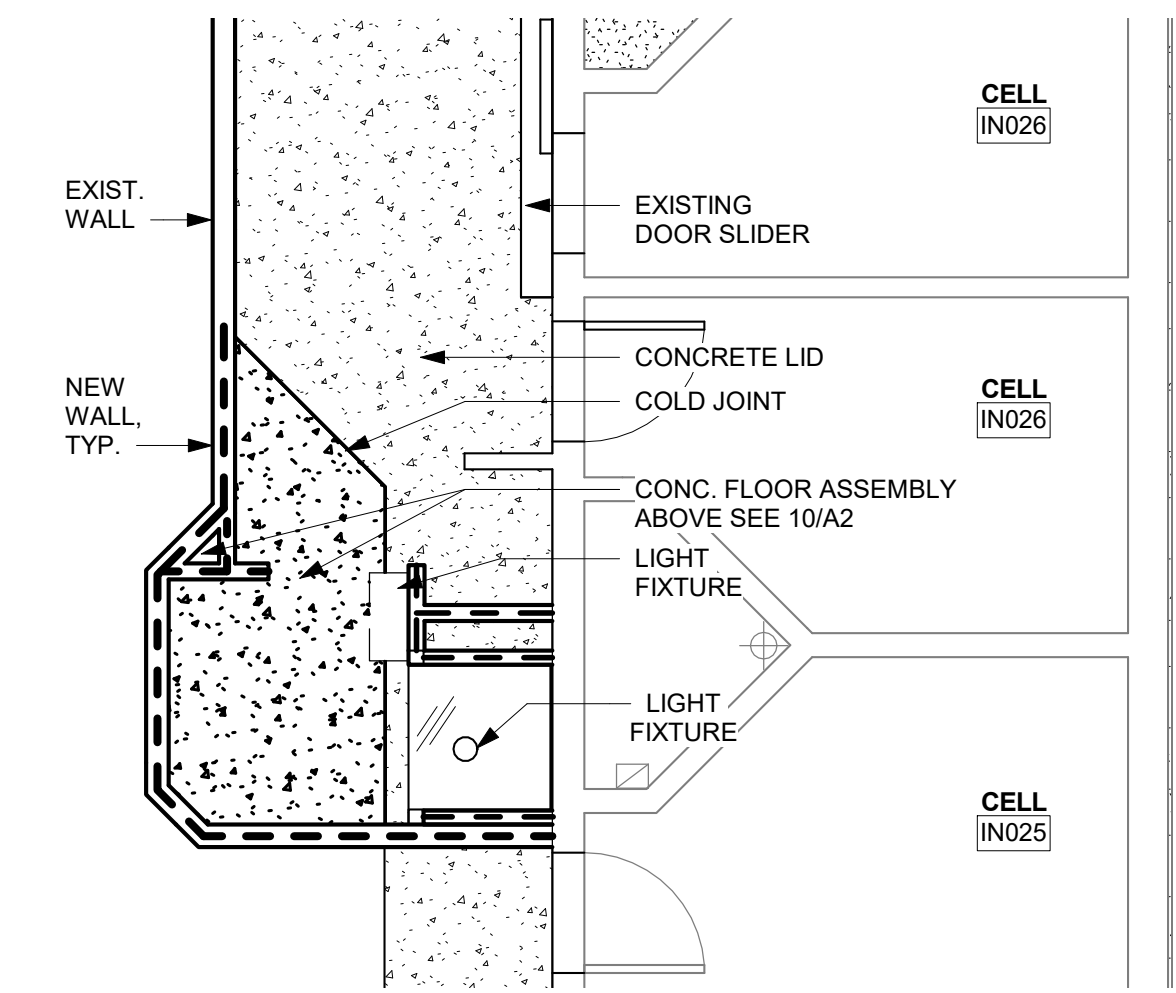 CELL
IN026
EXIST.
WALL
EXISTING
DOOR SLIDER
CONCRETE LID
COLD JOINT
NEW
WALL,
TYP.
CELL
IN026
CONC. FLOOR ASSEMBLY
ABOVE SEE 10/A2
LIGHT
FIXTURE
LIGHT
FIXTURE
CELL
IN025